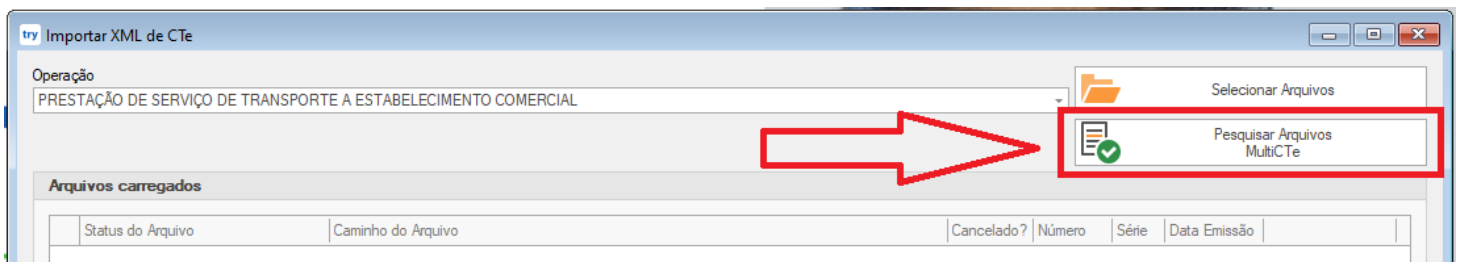 try Importar XML de CTe
Operação
PRESTAÇÃO DE SERVIÇO DE TRANSPORTE A ESTABELECIMENTO COMERCIAL
Selecionar Arquivos
Pesquisar Arquivos
MultiCTe
Arquivos carregados
Status do Arquivo Caminho do Arquivo Cancelado? Número Série Data Emissão